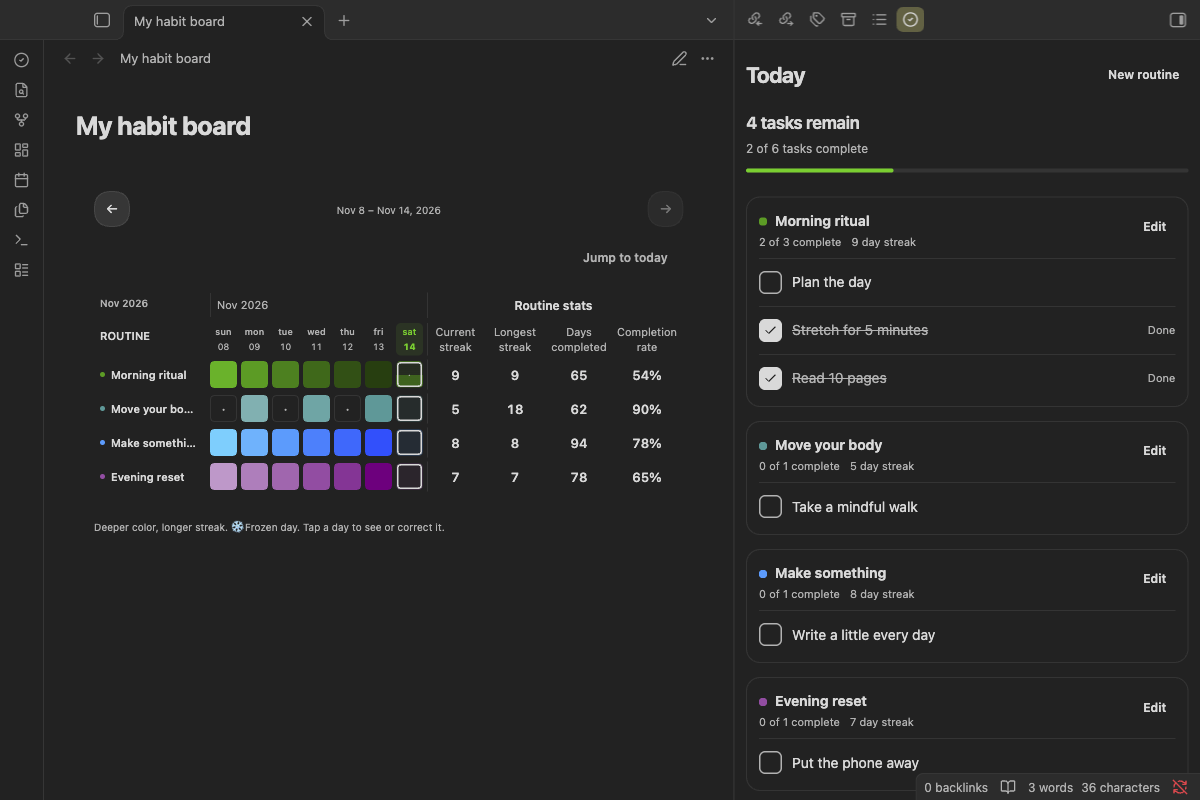 My habit board
My habit board
My habit board
Nov 8 – Nov 14, 2026
Jump to today
Nov 2026
Nov 2026
Routine stats
ROUTINE
sun mon tue wed thu fri sat
08 09 10 11 12 13 14
Current streak
Longest streak
Days completed
Completion rate
Morning ritual 9 9 65 54%
Move your bo... 5 18 62 90%
Make somethi... 8 8 94 78%
Evening reset 7 7 78 65%
Deeper color, longer streak. ❄️Frozen day. Tap a day to see or correct it.
Today
New routine
4 tasks remain
2 of 6 tasks complete
Morning ritual
Edit
2 of 3 complete 9 day streak
Plan the day
Stretch for 5 minutes Done
Read 10 pages Done
Move your body
Edit
0 of 1 complete 5 day streak
Take a mindful walk
Make something
Edit
0 of 1 complete 8 day streak
Write a little every day
Evening reset
Edit
0 of 1 complete 7 day streak
Put the phone away
0 backlinks 3 words 36 characters